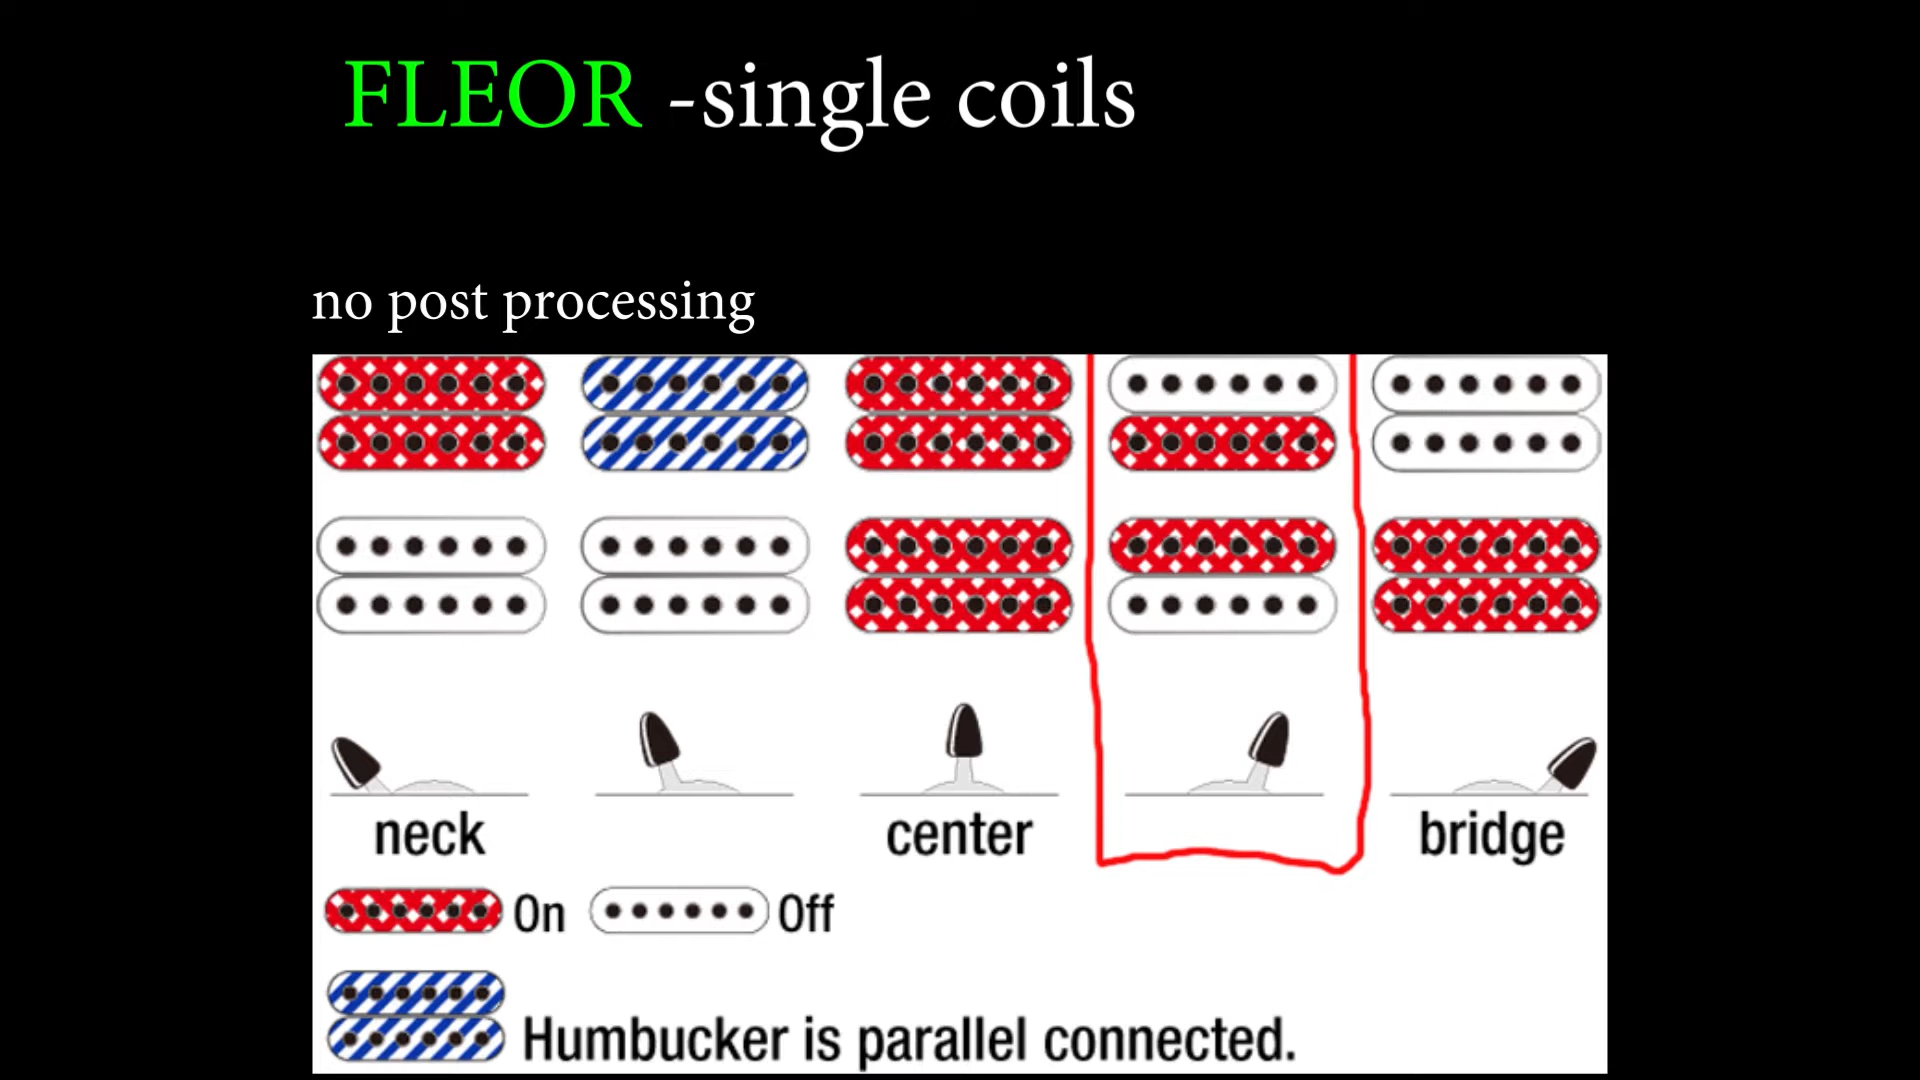 FLEOR -single coils
no post processing
neck center bridge
On Off
Humbucker is parallel connected.